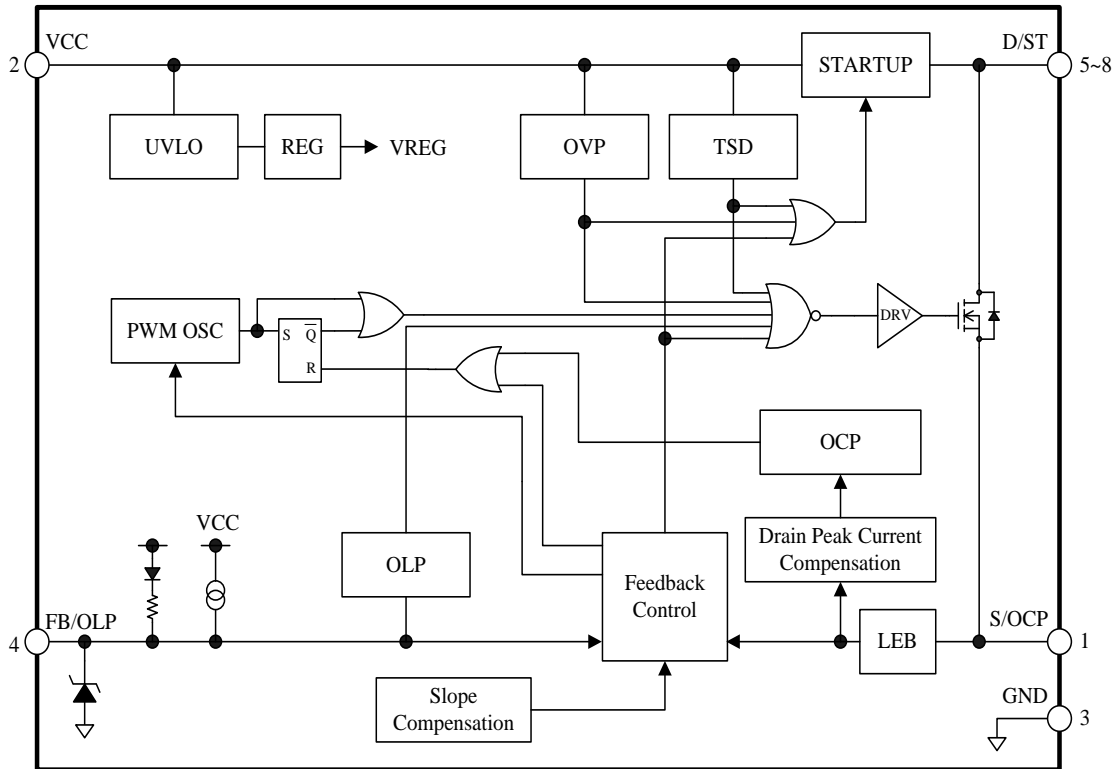 VCC
D/ST
2
5~8
STARTUP
UVLO
REG
VREG
OVP
TSD
PWM OSC
S Q̅
R
DRV
OCP
VCC
OLP
Feedback
Control
Drain Peak Current
Compensation
FB/OLP
S/OCP
4
LEB
1
Slope
Compensation
GND
3